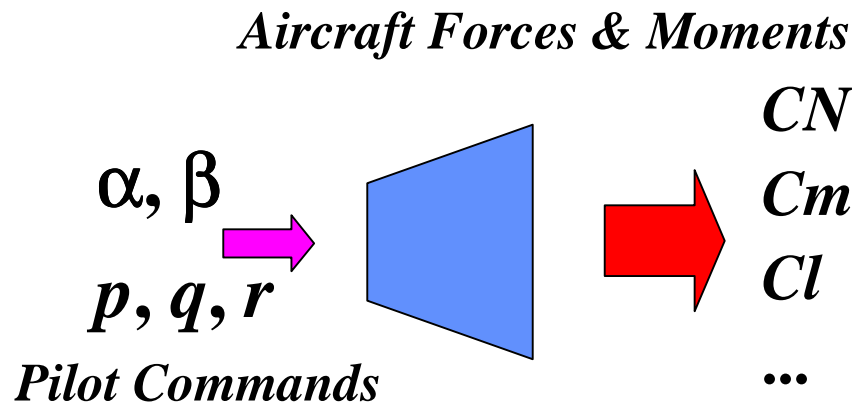 Aircraft Forces & Moments
α, β
p, q, r
Pilot Commands
CN
Cm
Cl
...